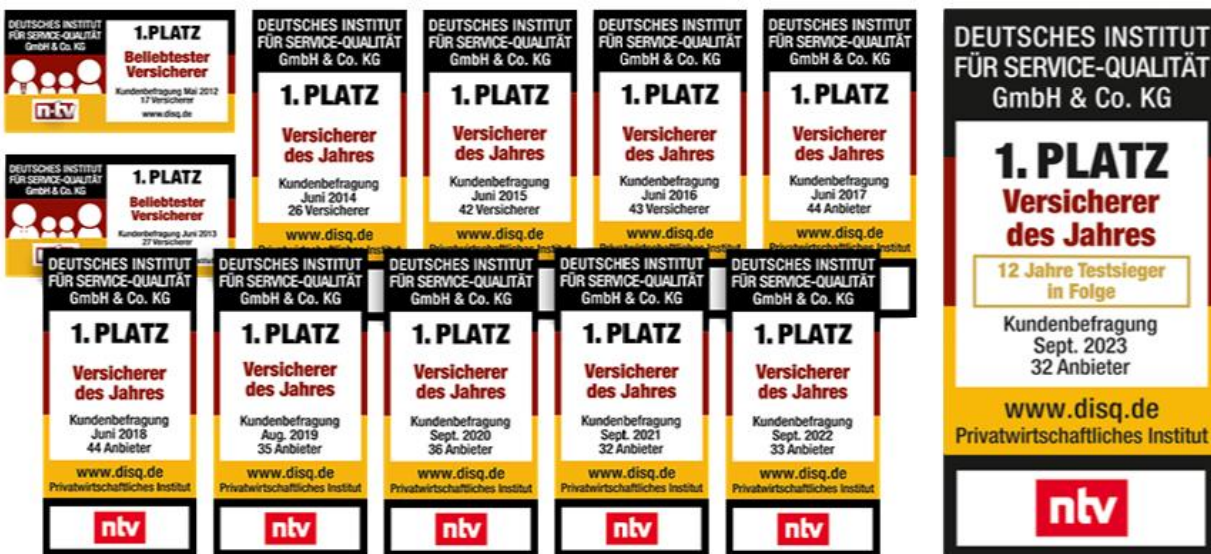 DEUTSCHES INSTITUT
FÜR SERVICE-QUALITÄT
GmbH & Co. KG
1.PLATZ
Beliebtester
Versicherer
Kundenbefragung Mai 2012
17 Versicherer
www.disq.de
n-tv
DEUTSCHES INSTITUT
FÜR SERVICE-QUALITÄT
GmbH & Co. KG
1.PLATZ
Beliebtester
Versicherer
Kundenbefragung Juni 2013
27 Versicherer
DEUTSCHES INSTITUT
FÜR SERVICE-QUALITÄT
GmbH & Co. KG
1. PLATZ
Versicherer
des Jahres
Kundenbefragung
Juni 2014
26 Versicherer
www.disq.de
DEUTSCHES INSTITUT
FÜR SERVICE-QUALITÄT
GmbH & Co. KG
1. PLATZ
Versicherer
des Jahres
Kundenbefragung
Juni 2015
42 Versicherer
www.disq.de
DEUTSCHES INSTITUT
FÜR SERVICE-QUALITÄT
GmbH & Co. KG
1. PLATZ
Versicherer
des Jahres
Kundenbefragung
Juni 2016
43 Versicherer
www.disq.de
DEUTSCHES INSTITUT
FÜR SERVICE-QUALITÄT
GmbH & Co. KG
1. PLATZ
Versicherer
des Jahres
Kundenbefragung
Juni 2017
44 Anbieter
www.disq.de
DEUTSCHES INSTITUT
FÜR SERVICE-QUALITÄT
GmbH & Co. KG
1. PLATZ
Versicherer
des Jahres
Kundenbefragung
Juni 2018
44 Anbieter
www.disq.de
Privatwirtschaftliches Institut
ntv
DEUTSCHES INSTITUT
FÜR SERVICE-QUALITÄT
GmbH & Co. KG
1. PLATZ
Versicherer
des Jahres
Kundenbefragung
Aug. 2019
35 Anbieter
www.disq.de
Privatwirtschaftliches Institut
ntv
DEUTSCHES INSTITUT
FÜR SERVICE-QUALITÄT
GmbH & Co. KG
1. PLATZ
Versicherer
des Jahres
Kundenbefragung
Sept. 2020
36 Anbieter
www.disq.de
Privatwirtschaftliches Institut
ntv
DEUTSCHES INSTITUT
FÜR SERVICE-QUALITÄT
GmbH & Co. KG
1. PLATZ
Versicherer
des Jahres
Kundenbefragung
Sept. 2021
32 Anbieter
www.disq.de
Privatwirtschaftliches Institut
ntv
DEUTSCHES INSTITUT
FÜR SERVICE-QUALITÄT
GmbH & Co. KG
1. PLATZ
Versicherer
des Jahres
Kundenbefragung
Sept. 2022
33 Anbieter
www.disq.de
Privatwirtschaftliches Institut
ntv
DEUTSCHES INSTITUT
FÜR SERVICE-QUALITÄT
GmbH & Co. KG
1. PLATZ
Versicherer
des Jahres
12 Jahre Testsieger
in Folge
Kundenbefragung
Sept. 2023
32 Anbieter
www.disq.de
Privatwirtschaftliches Institut
ntv